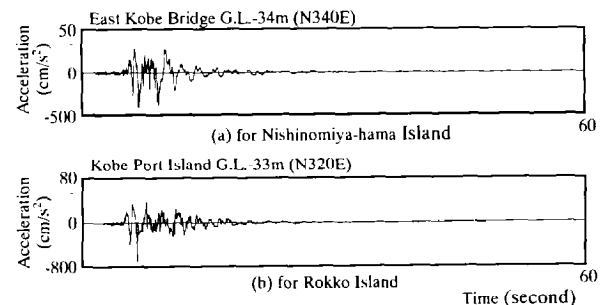 East Kobe Bridge G.L.-34m (N340E)
50
0
-500
Acceleration
(cm/s²)
60
(a) for Nishinomiya-hama Island
Kobe Port Island G.L.-33m (N320E)
80
0
-800
Acceleration
(cm/s²)
60
(b) for Rokko Island
Time (second)